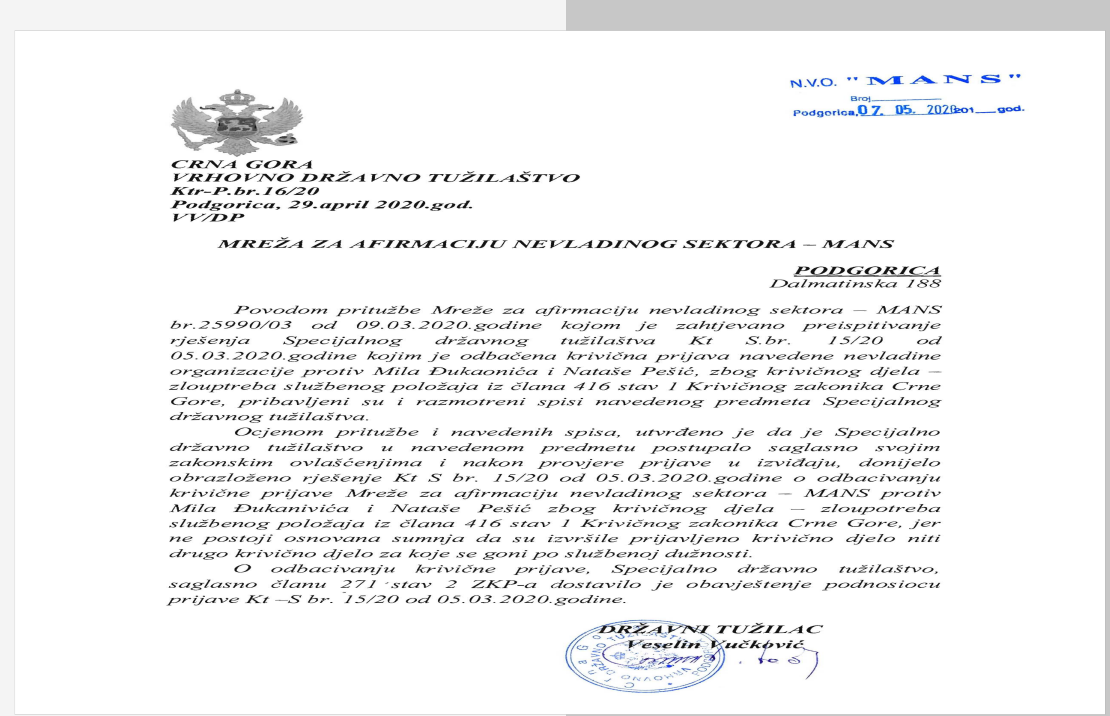 N.V.O. "MANS"
Broj
Podgorica, 07. 05. 2020 201 god.
CRNA GORA
VRHOVNO DRŽAVNO TUŽILAŠTVO
Ktr-P.br.16/20
Podgorica, 29.april 2020.god.
VV/DP
MREŽA ZA AFIRMACIJU NEVLADINOG SEKTORA – MANS
PODGORICA
Dalmatinska 188
Povodom pritužbe Mreže za afirmaciju nevladinog sektora – MANS
br.25990/03 od 09.03.2020.godine kojom je zahtjevano preispitivanje
rješenja Specijalnog državnog tužilaštva Kt S.br. 15/20 od
05.03.2020.godine kojim je odbačena krivična prijava navedene nevladine
organizacije protiv Mila Đukaonića i Nataše Pešić, zbog krivičnog djela –
zlouptreba službenog položaja iz člana 416 stav 1 Krivičnog zakonika Crne
Gore, pribavljeni su i razmotreni spisi navedenog predmeta Specijalnog
državnog tužilaštva.
Ocjenom pritužbe i navedenih spisa, utvrđeno je da je Specijalno
državno tužilaštvo u navedenom predmetu postupalo saglasno svojim
zakonskim ovlašćenjima i nakon provjere prijave u izviđaju, donijelo
obrazloženo rješenje Kt S br. 15/20 od 05.03.2020.godine o odbacivanju
krivične prijave Mreže za afirmaciju nevladinog sektora – MANS protiv
Mila Đukanivića i Nataše Pešić zbog krivičnog djela – zloupotreba
službenog položaja iz člana 416 stav 1 Krivičnog zakonika Crne Gore, jer
ne postoji osnovana sumnja da su izvršile prijavljeno krivično djelo niti
drugo krivično djelo za koje se goni po službenoj dužnosti.
O odbacivanju krivične prijave, Specijalno državno tužilaštvo,
saglasno članu 271 stav 2 ZKP-a dostavilo je obavještenje podnosiocu
prijave Kt –S br. 15/20 od 05.03.2020.godine.
DRŽAVNI TUŽILAC
Veselin Vučković